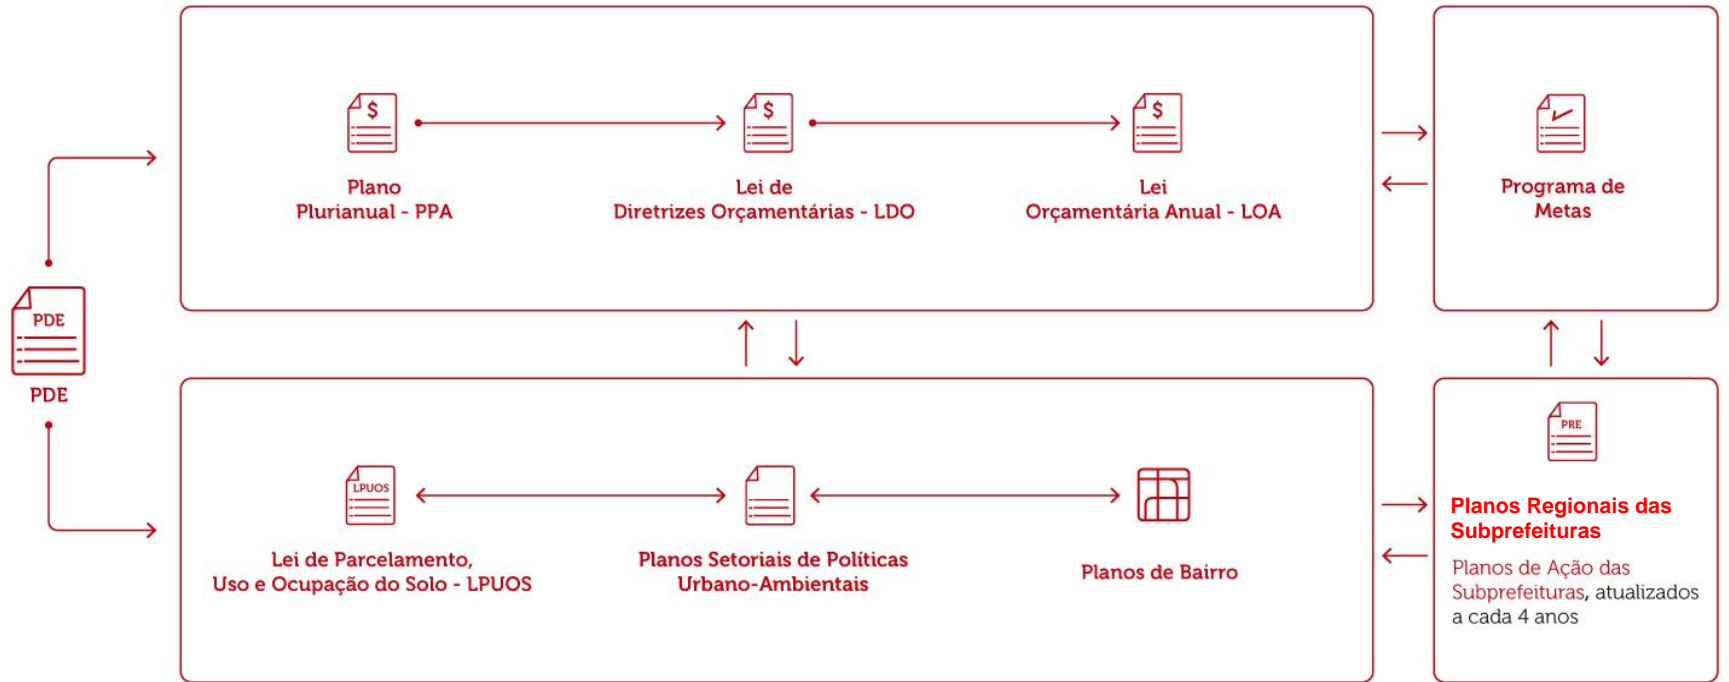 $
$
$
Plano
Plurianual - PPA
Lei de
Diretrizes Orçamentárias - LDO
Lei
Orçamentária Anual - LOA
Programa de
Metas
PDE
PDE
LPUOS
Lei de Parcelamento,
Uso e Ocupação do Solo - LPUOS
Planos Setoriais de Políticas
Urbano-Ambientais
Planos de Bairro
PRE
Planos Regionais das
Subprefeituras
Planos de Ação das
Subprefeituras, atualizados
a cada 4 anos